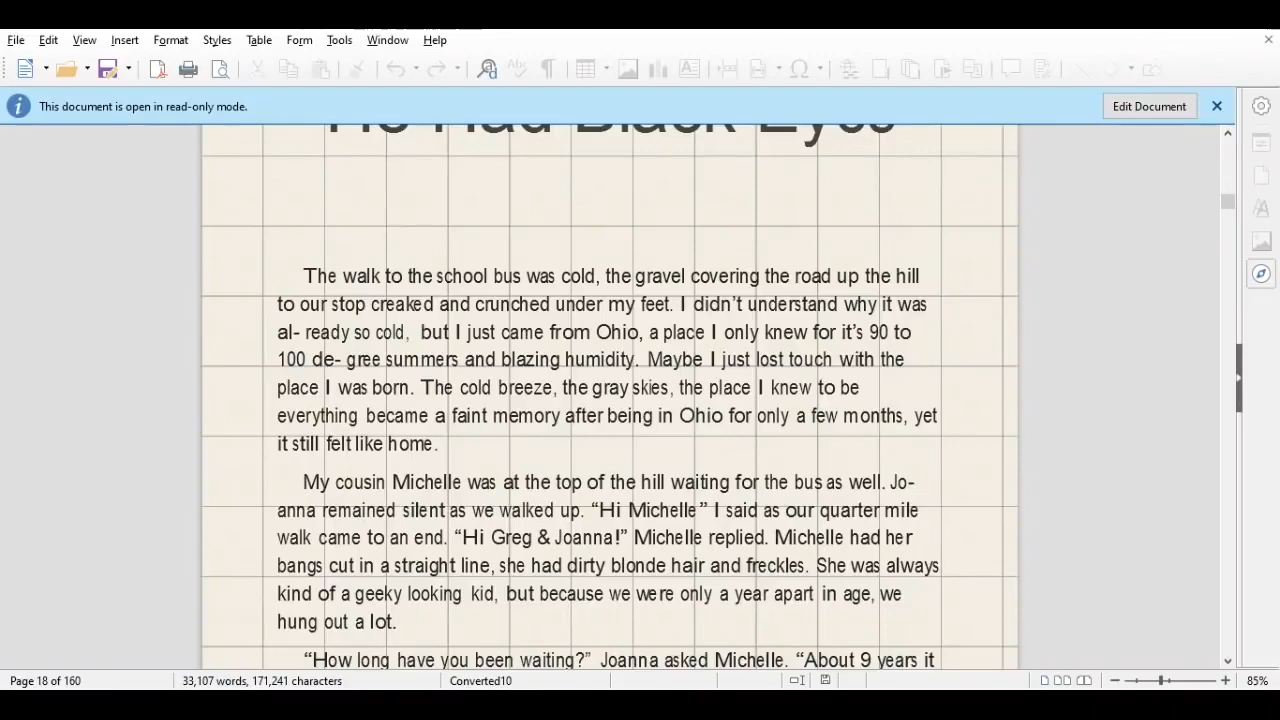 File Edit View Insert Format Styles Table Form Tools Window Help
This document is open in read-only mode.
Edit Document
He Had Black Eyes
The walk to the school bus was cold, the gravel covering the road up the hill
to our stop creaked and crunched under my feet. I didn’t understand why it was
al- ready so cold, but I just came from Ohio, a place I only knew for it’s 90 to
100 de- gree summers and blazing humidity. Maybe I just lost touch with the
place I was born. The cold breeze, the gray skies, the place I knew to be
everything became a faint memory after being in Ohio for only a few months, yet
it still felt like home.
My cousin Michelle was at the top of the hill waiting for the bus as well. Jo-
anna remained silent as we walked up. “Hi Michelle” I said as our quarter mile
walk came to an end. “Hi Greg & Joanna!” Michelle replied. Michelle had her
bangs cut in a straight line, she had dirty blonde hair and freckles. She was always
kind of a geeky looking kid, but because we were only a year apart in age, we
hung out a lot.
“How long have you been waiting?” Joanna asked Michelle. “About 9 years it
Page 18 of 160
33,107 words, 171,241 characters
Converted10
85%